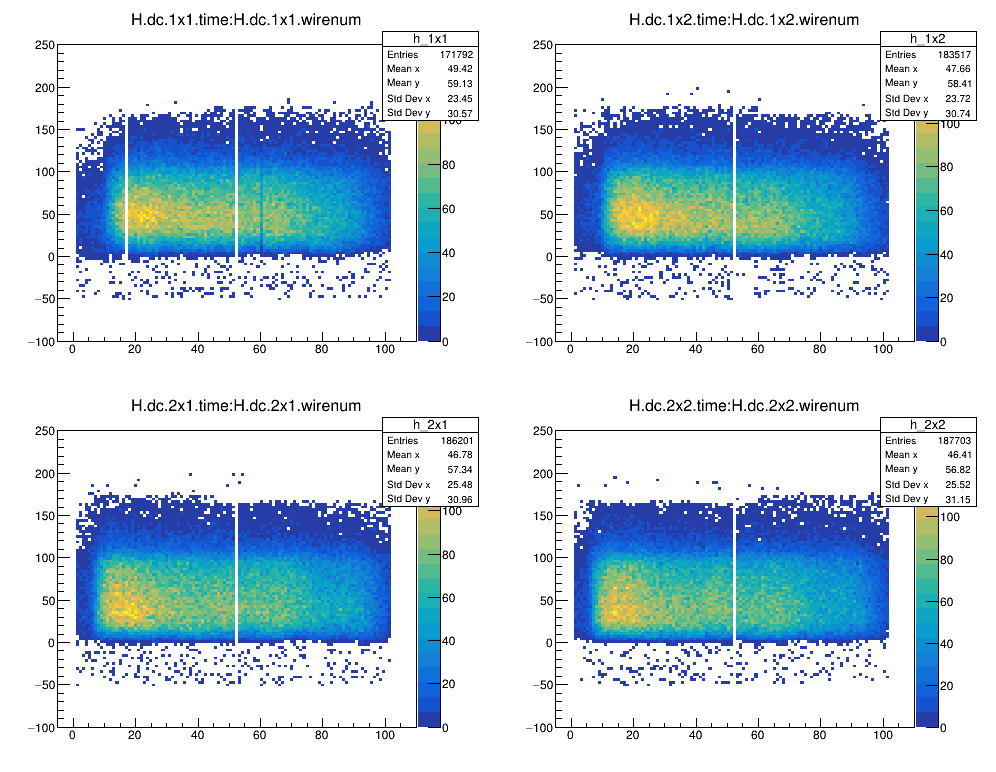 H.dc.1x1.time:H.dc.1x1.wirenum
h_1x1
Entries 171792
Mean x 49.42
Mean y 59.13
Std Dev x 23.45
Std Dev y 30.57
250
200
150
100
50
0
−50
−100
0 20 40 60 80 100
100
80
60
40
20
0
H.dc.1x2.time:H.dc.1x2.wirenum
h_1x2
Entries 183517
Mean x 47.66
Mean y 58.41
Std Dev x 23.72
Std Dev y 30.74
250
200
150
100
50
0
−50
−100
0 20 40 60 80 100
100
80
60
40
20
0
H.dc.2x1.time:H.dc.2x1.wirenum
h_2x1
Entries 186201
Mean x 46.78
Mean y 57.34
Std Dev x 25.48
Std Dev y 30.96
250
200
150
100
50
0
−50
−100
0 20 40 60 80 100
100
80
60
40
20
0
H.dc.2x2.time:H.dc.2x2.wirenum
h_2x2
Entries 187703
Mean x 46.41
Mean y 56.82
Std Dev x 25.52
Std Dev y 31.15
250
200
150
100
50
0
−50
−100
0 20 40 60 80 100
100
80
60
40
20
0